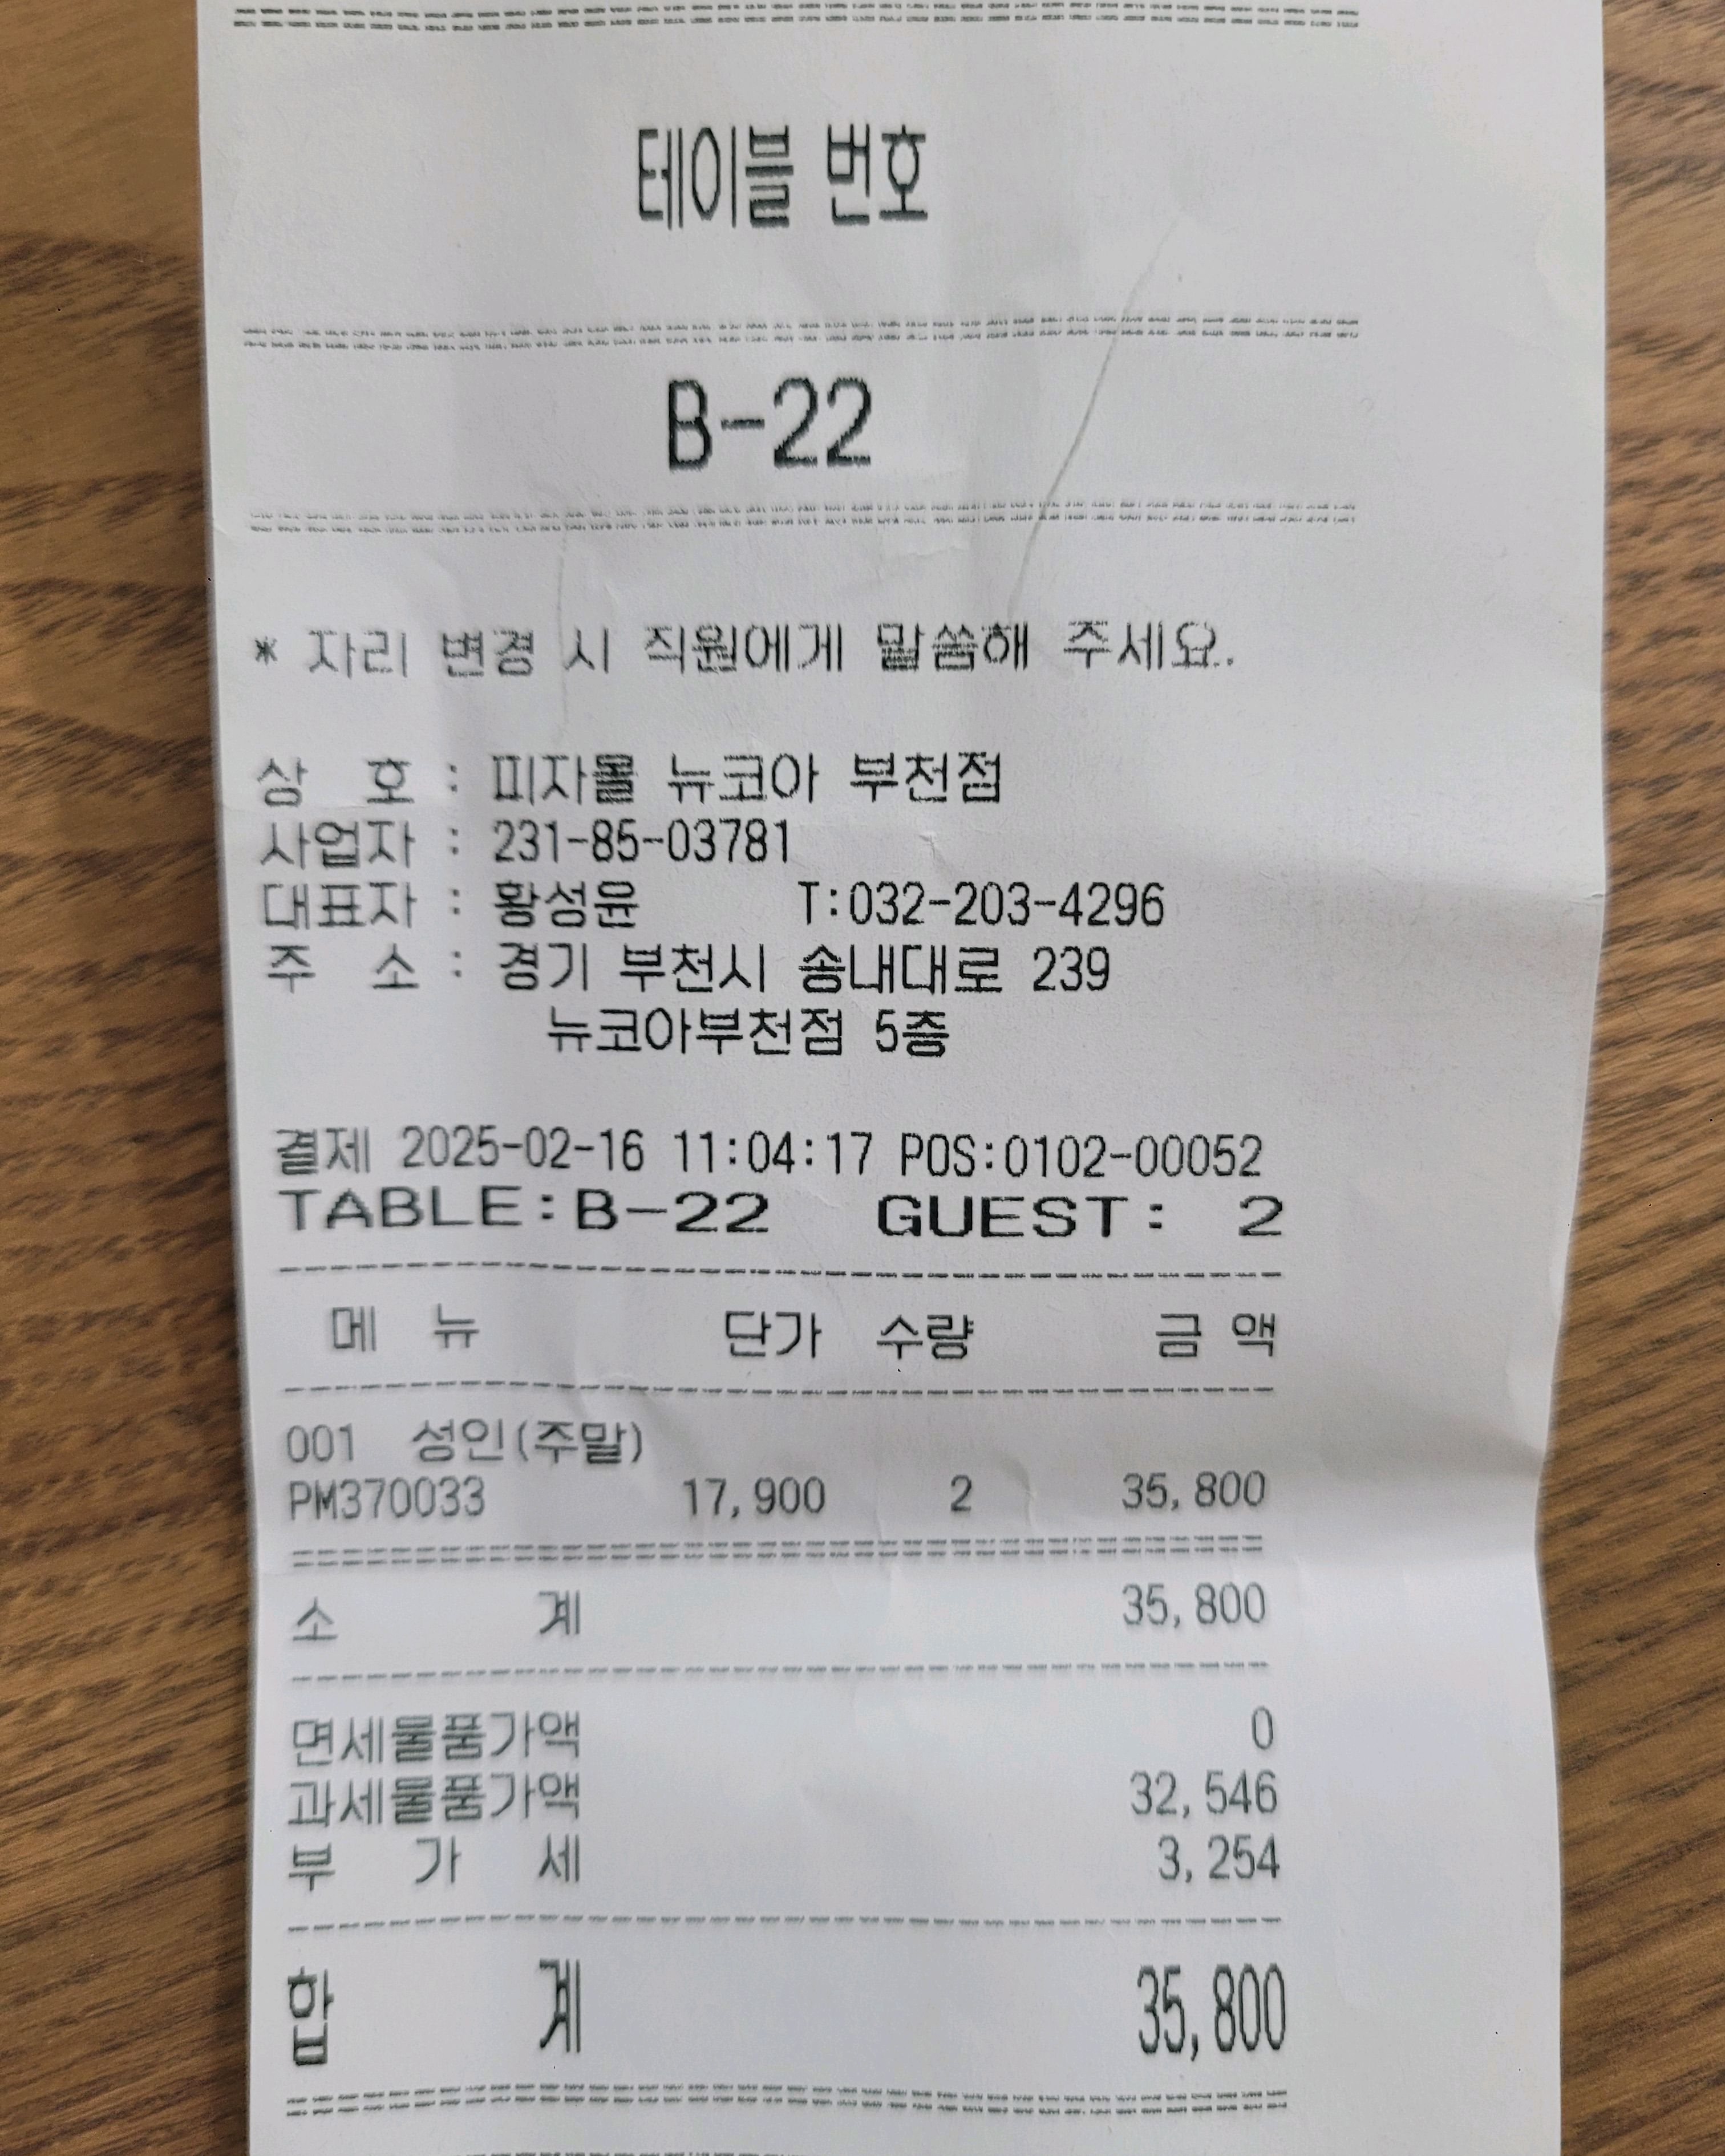 테이블 번호
B-22
* 자리 변경 시 직원에게 말씀해 주세요.
상 호 : 피자몰 뉴코아 부천점
사업자 : 231-85-03781
대표자 : 황성윤 T:032-203-4296
주 소 : 경기 부천시 송내대로 239
뉴코아부천점 5층
결제 2025-02-16 11:04:17 POS:0102-00052
TABLE:B-22 GUEST: 2
메 뉴 단가 수량 금 액
001 성인(주말)
PM370033 17,900 2 35,800
소 계 35,800
면세물품가액 0
과세물품가액 32,546
부 가 세 3,254
합 계 35,800